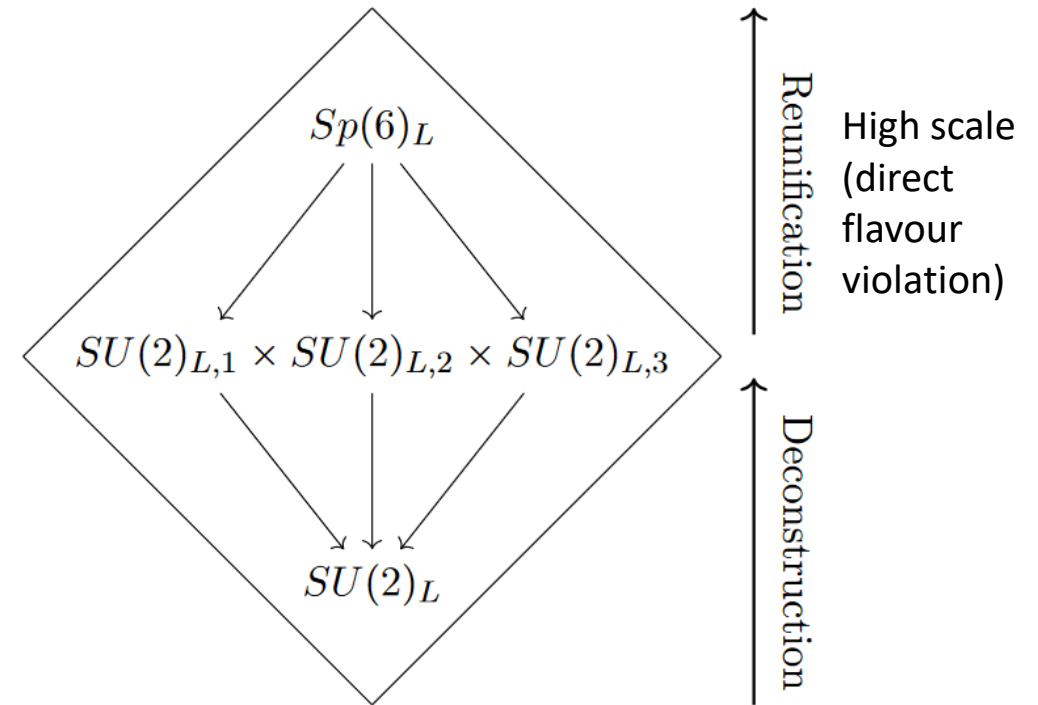 Sp(6)_L
SU(2)_{L,1} × SU(2)_{L,2} × SU(2)_{L,3}
SU(2)_L
Reunification
Deconstruction
High scale
(direct
flavour
violation)